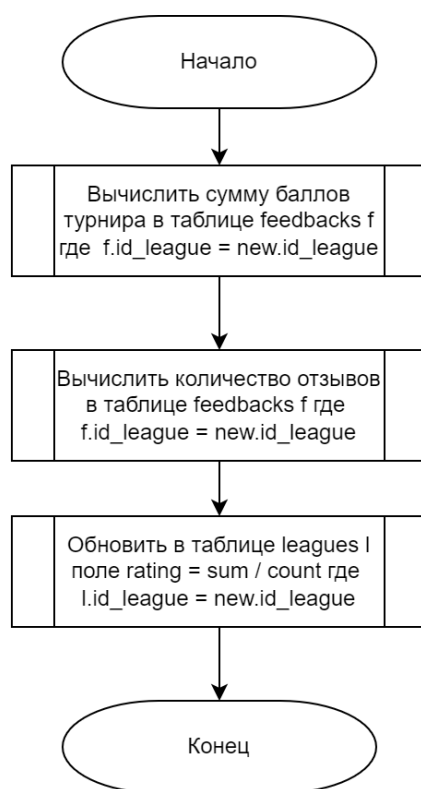 Начало
Вычислить сумму баллов
турнира в таблице feedbacks f
где f.id_league = new.id_league
Вычислить количество отзывов
в таблице feedbacks f где
f.id_league = new.id_league
Обновить в таблице leagues l
поле rating = sum / count где
l.id_league = new.id_league
Конец